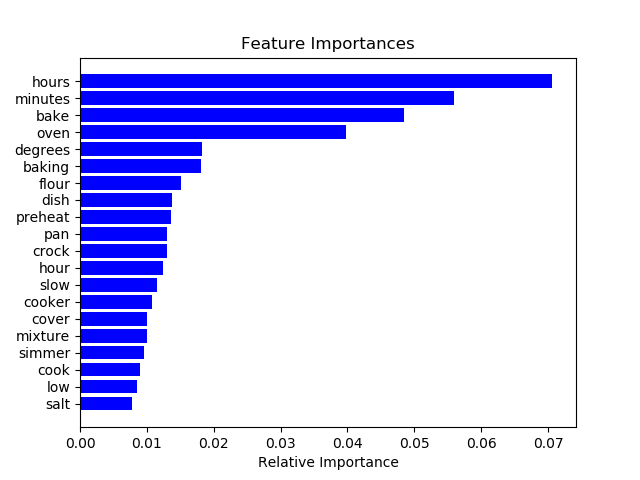 Feature Importances
hours
minutes
bake
oven
degrees
baking
flour
dish
preheat
pan
crock
hour
slow
cooker
cover
mixture
simmer
cook
low
salt
0.00 0.01 0.02 0.03 0.04 0.05 0.06 0.07
Relative Importance